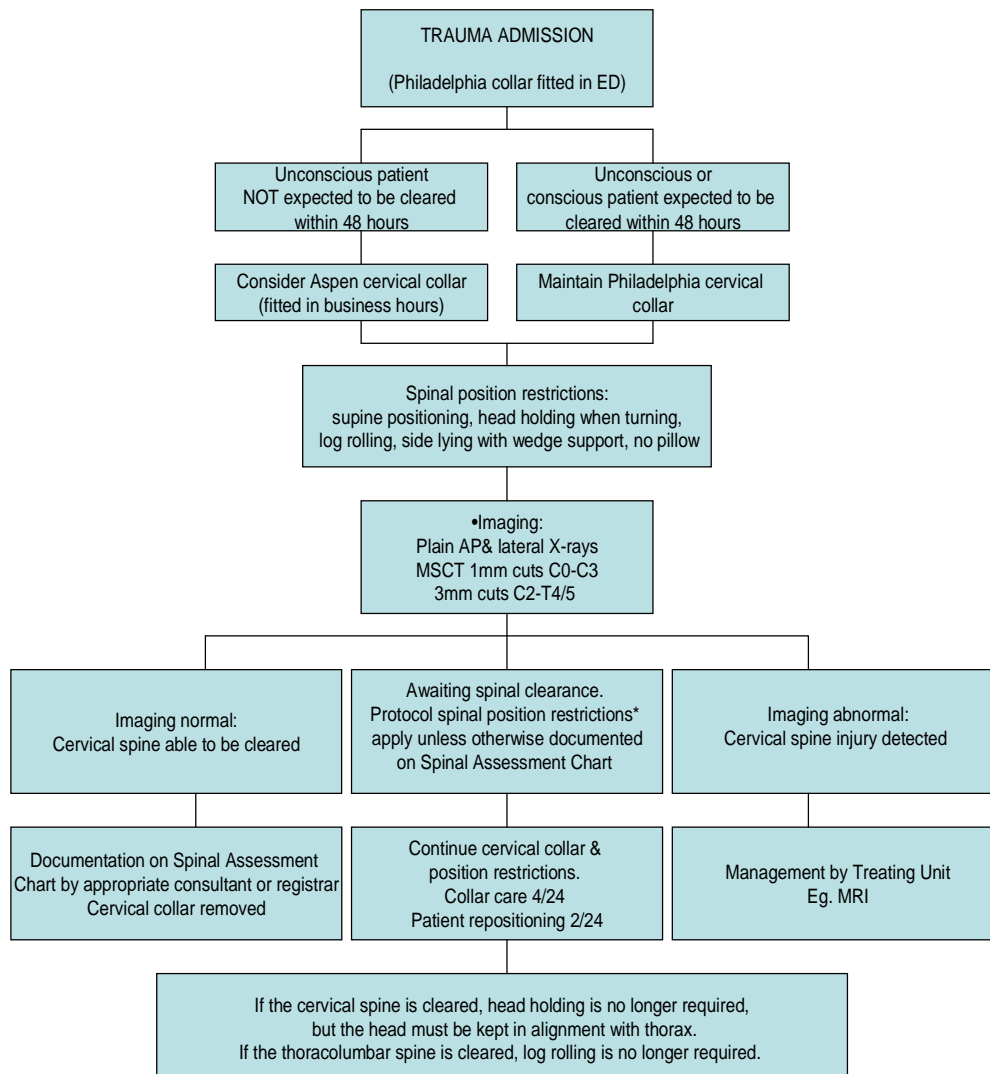 TRAUMA ADMISSION
(Philadelphia collar fitted in ED)
Unconscious patient
NOT expected to be cleared
within 48 hours
Unconscious or
conscious patient expected to be
cleared within 48 hours
Consider Aspen cervical collar
(fitted in business hours)
Maintain Philadelphia cervical
collar
Spinal position restrictions:
supine positioning, head holding when turning,
log rolling, side lying with wedge support, no pillow
•Imaging:
Plain AP& lateral X-rays
MSCT 1mm cuts C0-C3
3mm cuts C2-T4/5
Imaging normal:
Cervical spine able to be cleared
Awaiting spinal clearance.
Protocol spinal position restrictions*
apply unless otherwise documented
on Spinal Assessment Chart
Imaging abnormal:
Cervical spine injury detected
Documentation on Spinal Assessment
Chart by appropriate consultant or registrar
Cervical collar removed
Continue cervical collar &
position restrictions.
Collar care 4/24
Patient repositioning 2/24
Management by Treating Unit
Eg. MRI
If the cervical spine is cleared, head holding is no longer required,
but the head must be kept in alignment with thorax.
If the thoracolumbar spine is cleared, log rolling is no longer required.